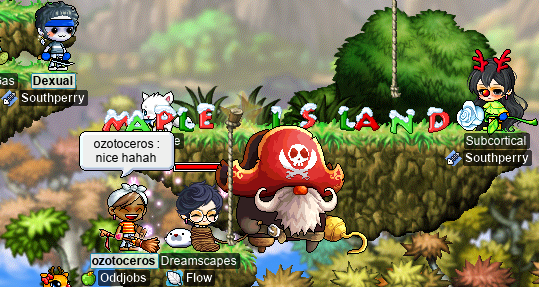 Dexual
Southperry
MAPLE ISLAND
ozotoceros :
nice hahah
Subcortical
Southperry
ozotoceros
Dreamscapes
Oddjobs
Flow